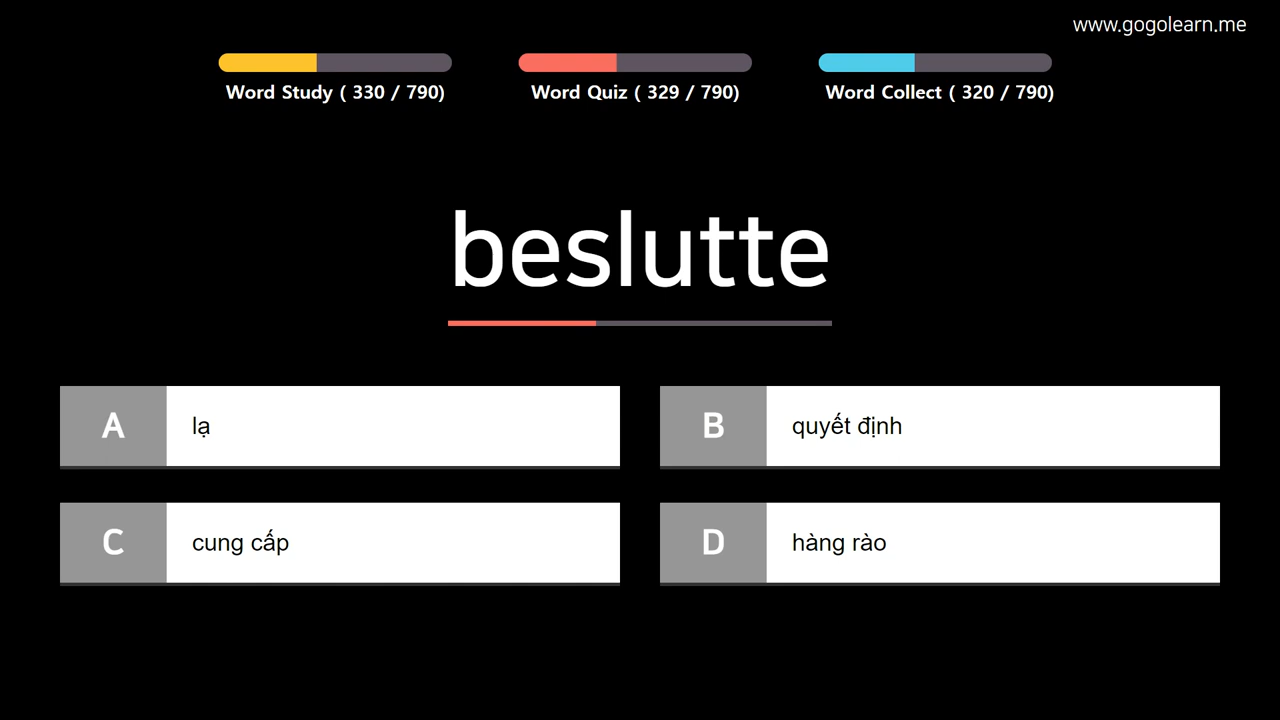 www.gogolearn.me
Word Study ( 330 / 790)
Word Quiz ( 329 / 790)
Word Collect ( 320 / 790)
beslutte
A
lạ
B
quyết định
C
cung cấp
D
hàng rào